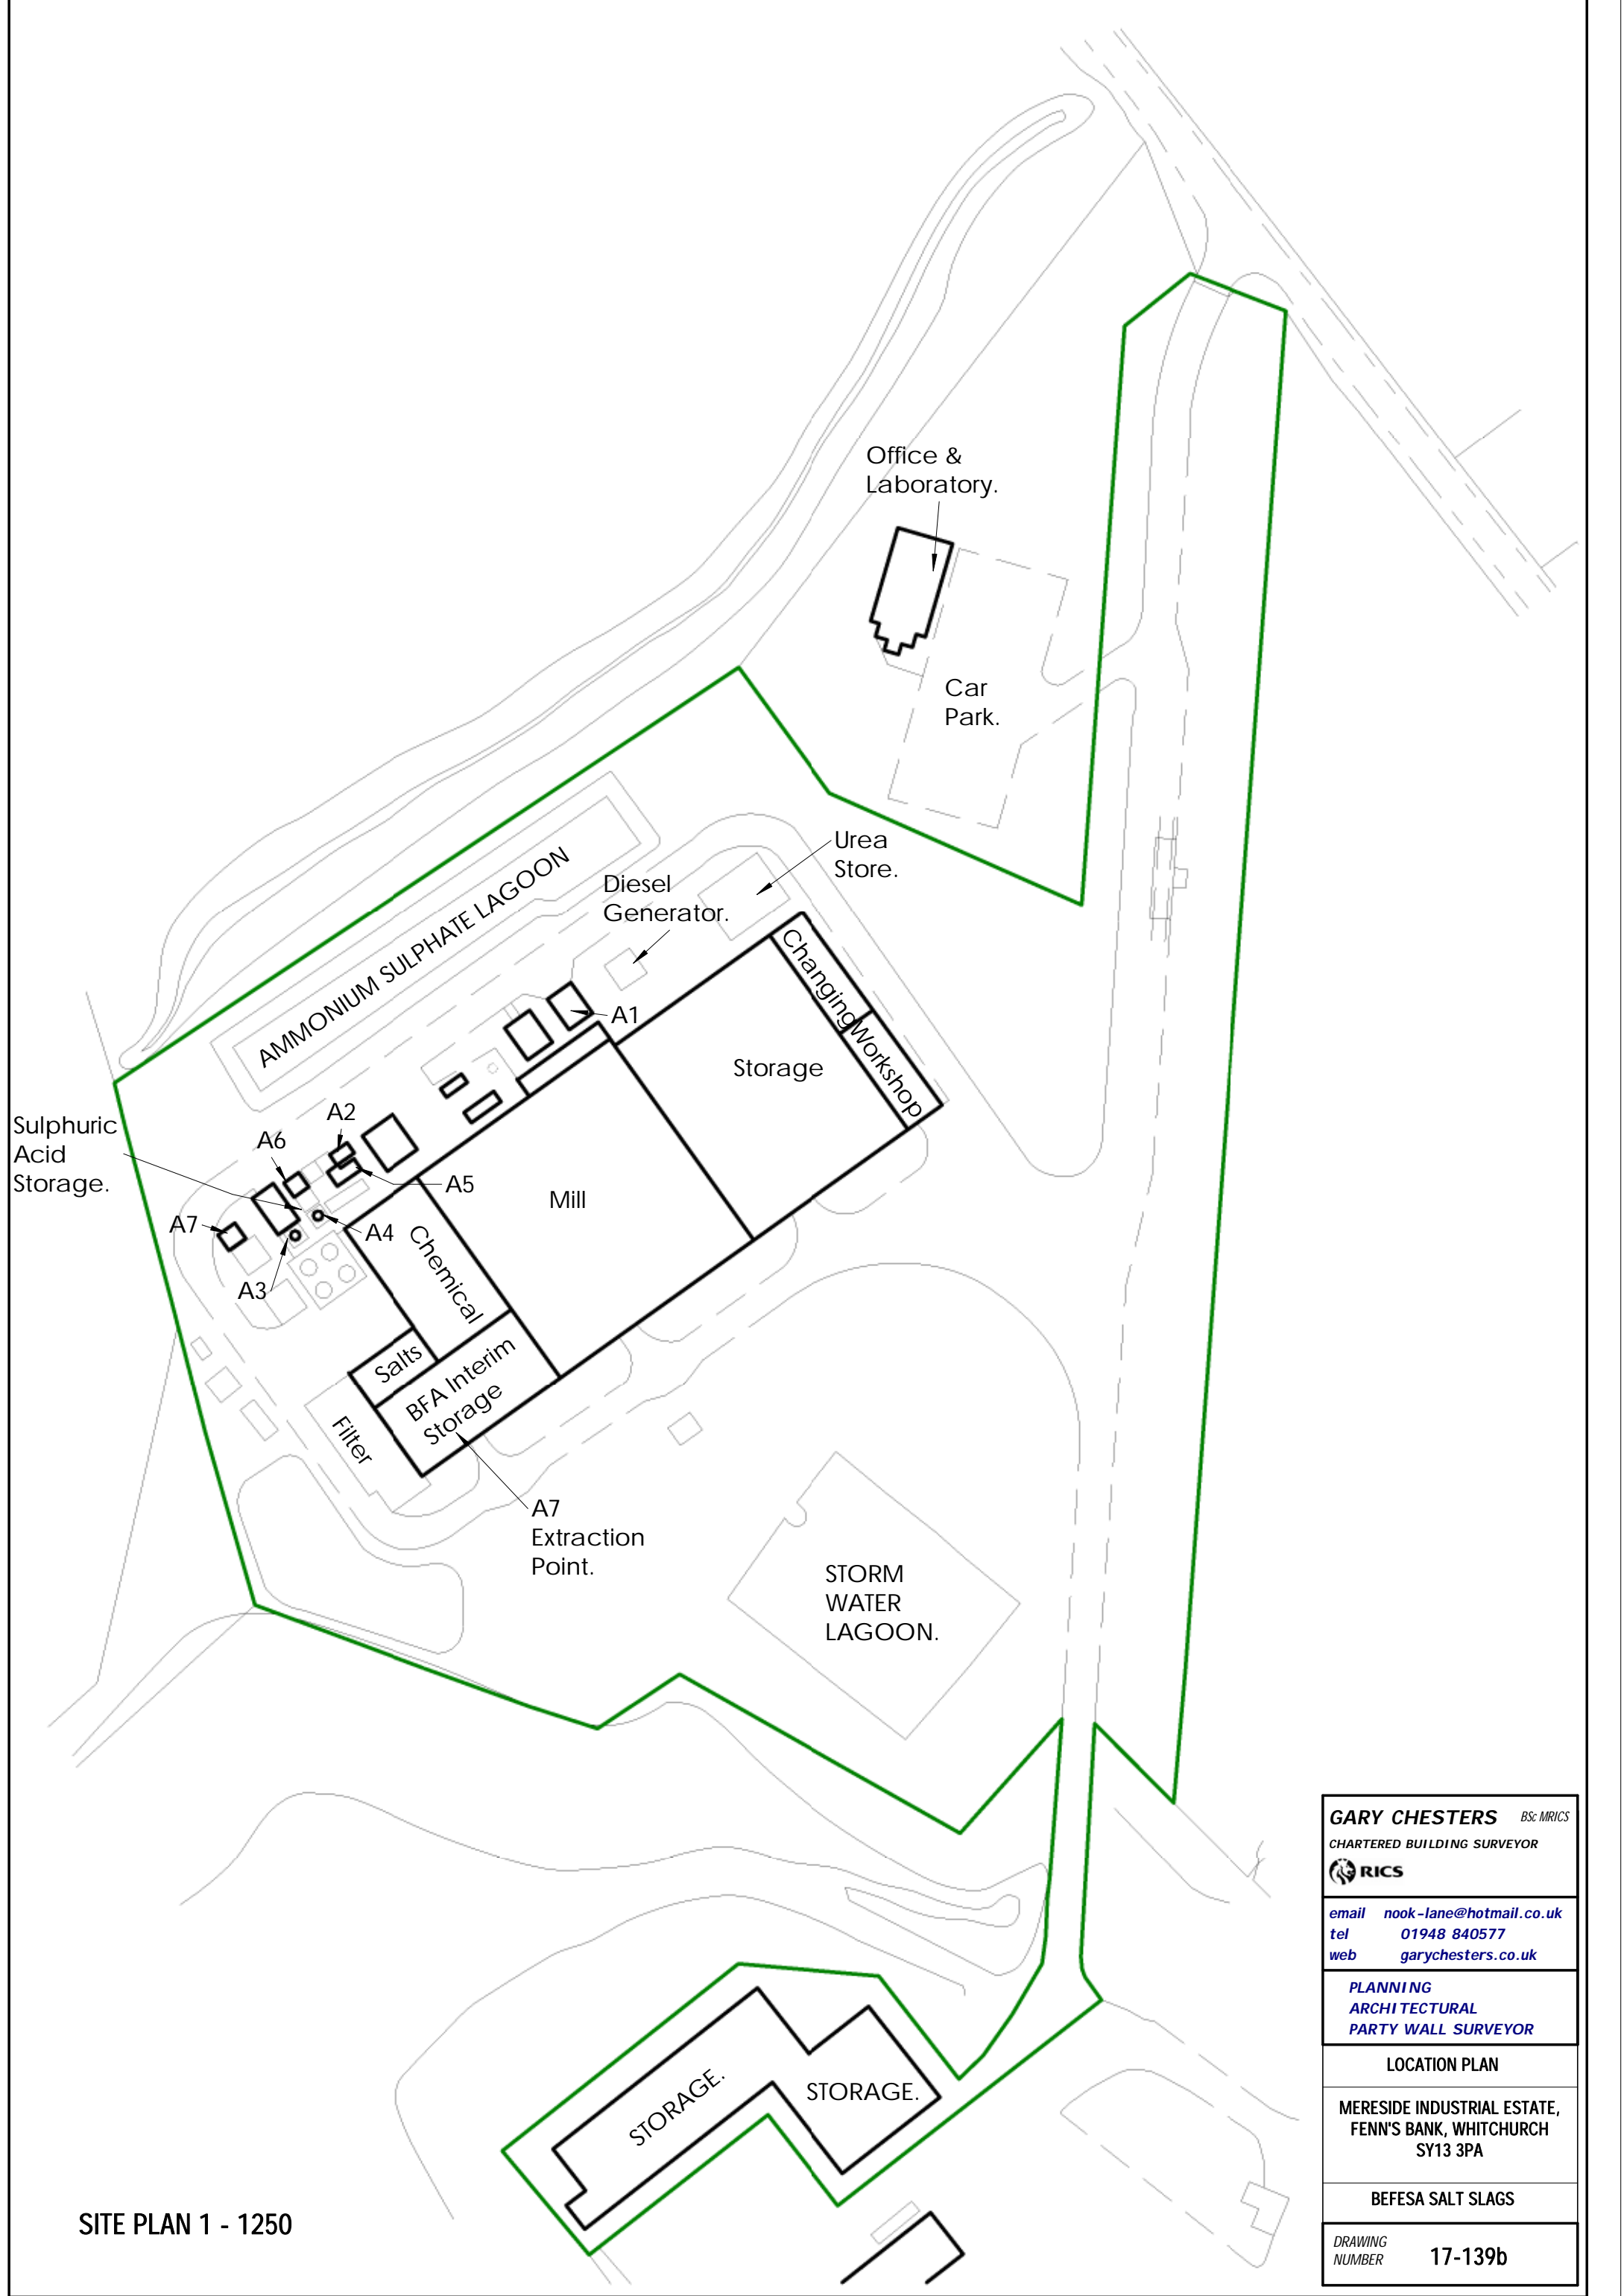 Office &
Laboratory.
Car
Park.
Urea
Store.
Diesel
Generator.
AMMONIUM SULPHATE LAGOON
Changing
Workshop
A1
Storage
Sulphuric
Acid
Storage.
A2
A6
A5
Mill
A7
A4
A3
Chemical
Salts
BFA Interim
Storage
Filter
A7
Extraction
Point.
STORM
WATER
LAGOON.
STORAGE.
STORAGE.
SITE PLAN 1 - 1250
GARY CHESTERS BSc MRICS
CHARTERED BUILDING SURVEYOR
RICS
email nook-lane@hotmail.co.uk
tel 01948 840577
web garychesters.co.uk
PLANNING
ARCHITECTURAL
PARTY WALL SURVEYOR
LOCATION PLAN
MERESIDE INDUSTRIAL ESTATE,
FENN'S BANK, WHITCHURCH
SY13 3PA
BEFESA SALT SLAGS
DRAWING
NUMBER 17-139b